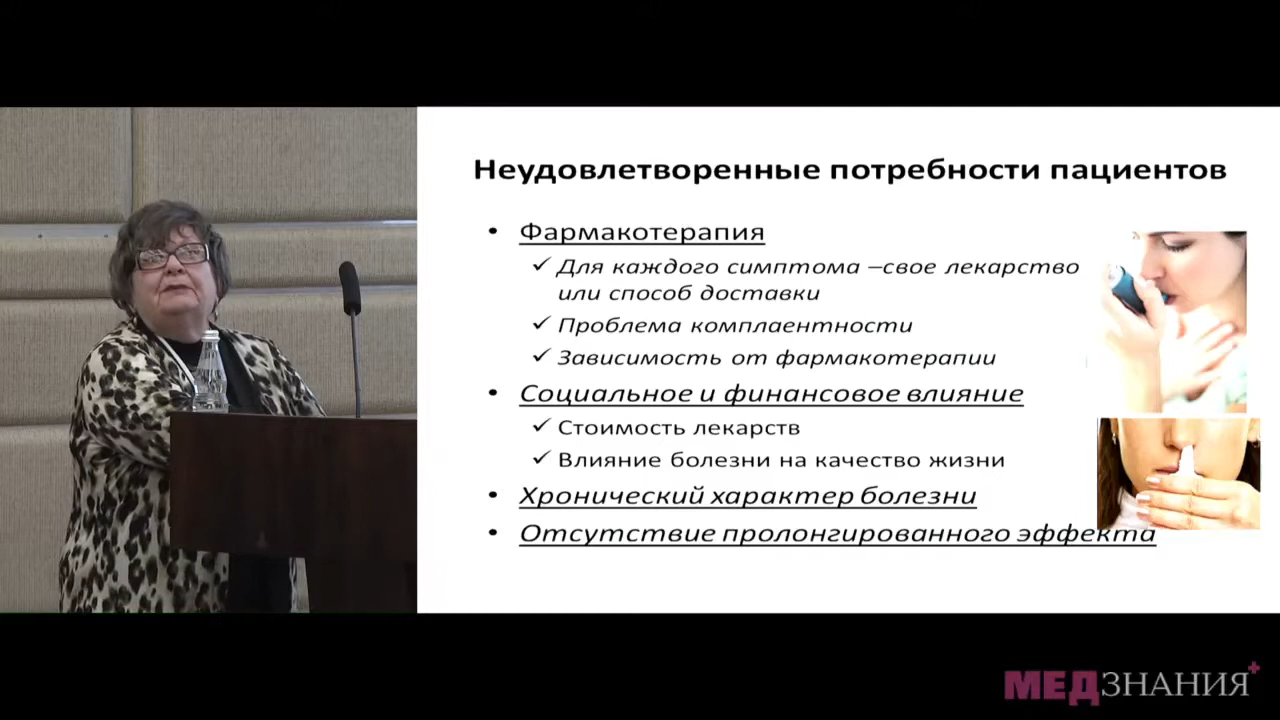 Неудовлетворенные потребности пациентов
• Фармакотерапия
✓ Для каждого симптома –свое лекарство
или способ доставки
✓ Проблема комплаентности
✓ Зависимость от фармакотерапии
• Социальное и финансовое влияние
✓ Стоимость лекарств
✓ Влияние болезни на качество жизни
• Хронический характер болезни
• Отсутствие пролонгированного эффекта
МЕДЗНАНИЯ+